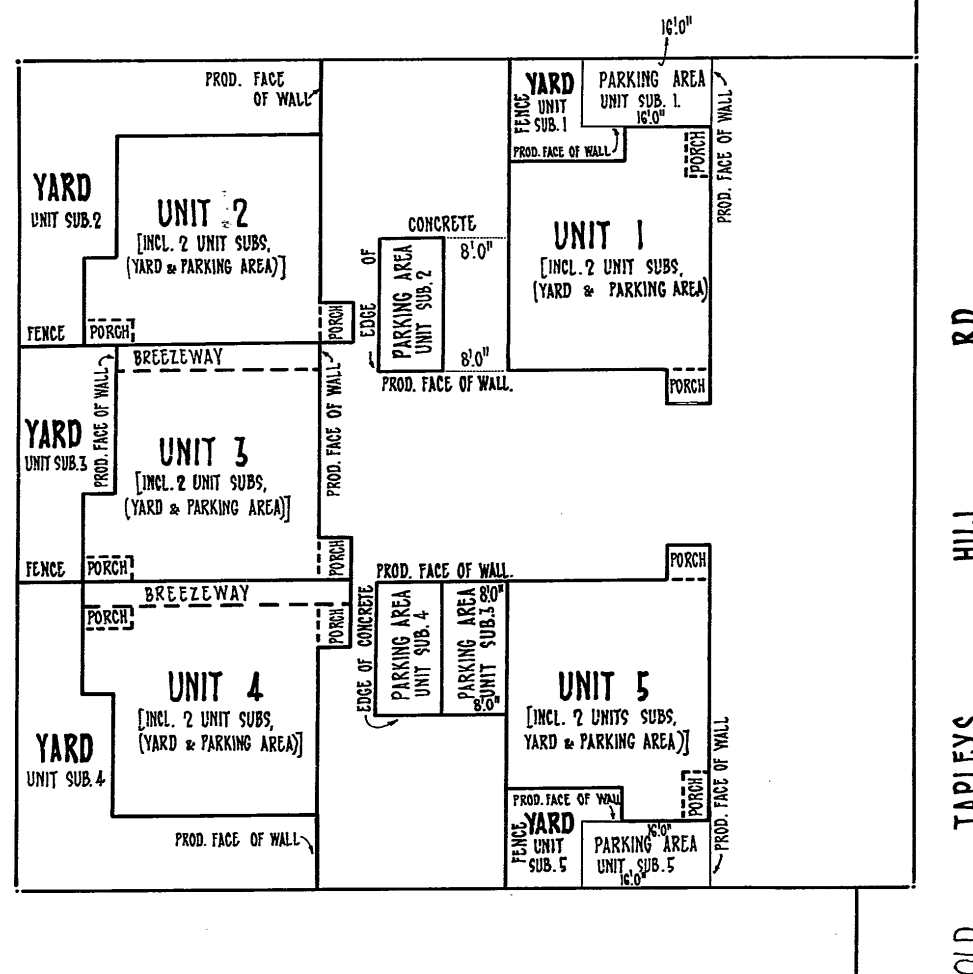 16'.0"
PROD. FACE
OF WALL
YARD
UNIT
SUB.1
FENCE
PROD. FACE OF WALL
PARKING AREA
UNIT SUB. 1.
16'.0"
PORCH
PROD. FACE OF WALL
YARD
UNIT SUB.2
UNIT 2
[INCL. 2 UNIT SUBS,
(YARD & PARKING AREA)]
FENCE
PORCH
PORCH
CONCRETE
EDGE OF
PARKING AREA
UNIT SUB. 2
8'.0"
8'.0"
PROD. FACE OF WALL.
UNIT 1
[INCL. 2 UNIT SUBS,
(YARD & PARKING AREA)
PORCH
BREEZEWAY
PROD. FACE OF WALL
PROD. FACE OF WALL
YARD
UNIT SUB.3
UNIT 3
[INCL. 2 UNIT SUBS,
(YARD & PARKING AREA)]
FENCE
PORCH
PORCH
BREEZEWAY
PORCH
PORCH
PROD. FACE OF WALL.
EDGE OF CONCRETE
PARKING AREA
UNIT SUB. 4
PARKING AREA
UNIT SUB.3
8'.0"
8'.0"
PORCH
YARD
UNIT SUB.4
UNIT 4
[INCL. 2 UNIT SUBS,
(YARD & PARKING AREA)]
PROD. FACE OF WALL
UNIT 5
[INCL. 2 UNITS SUBS,
YARD & PARKING AREA)]
PORCH
PROD. FACE OF WALL
PROD. FACE OF WALL
FENCE
YARD
UNIT
SUB.5
16'.0"
PARKING AREA
UNIT SUB.5
16'.0"
OLD TAPLEYS HILL RD